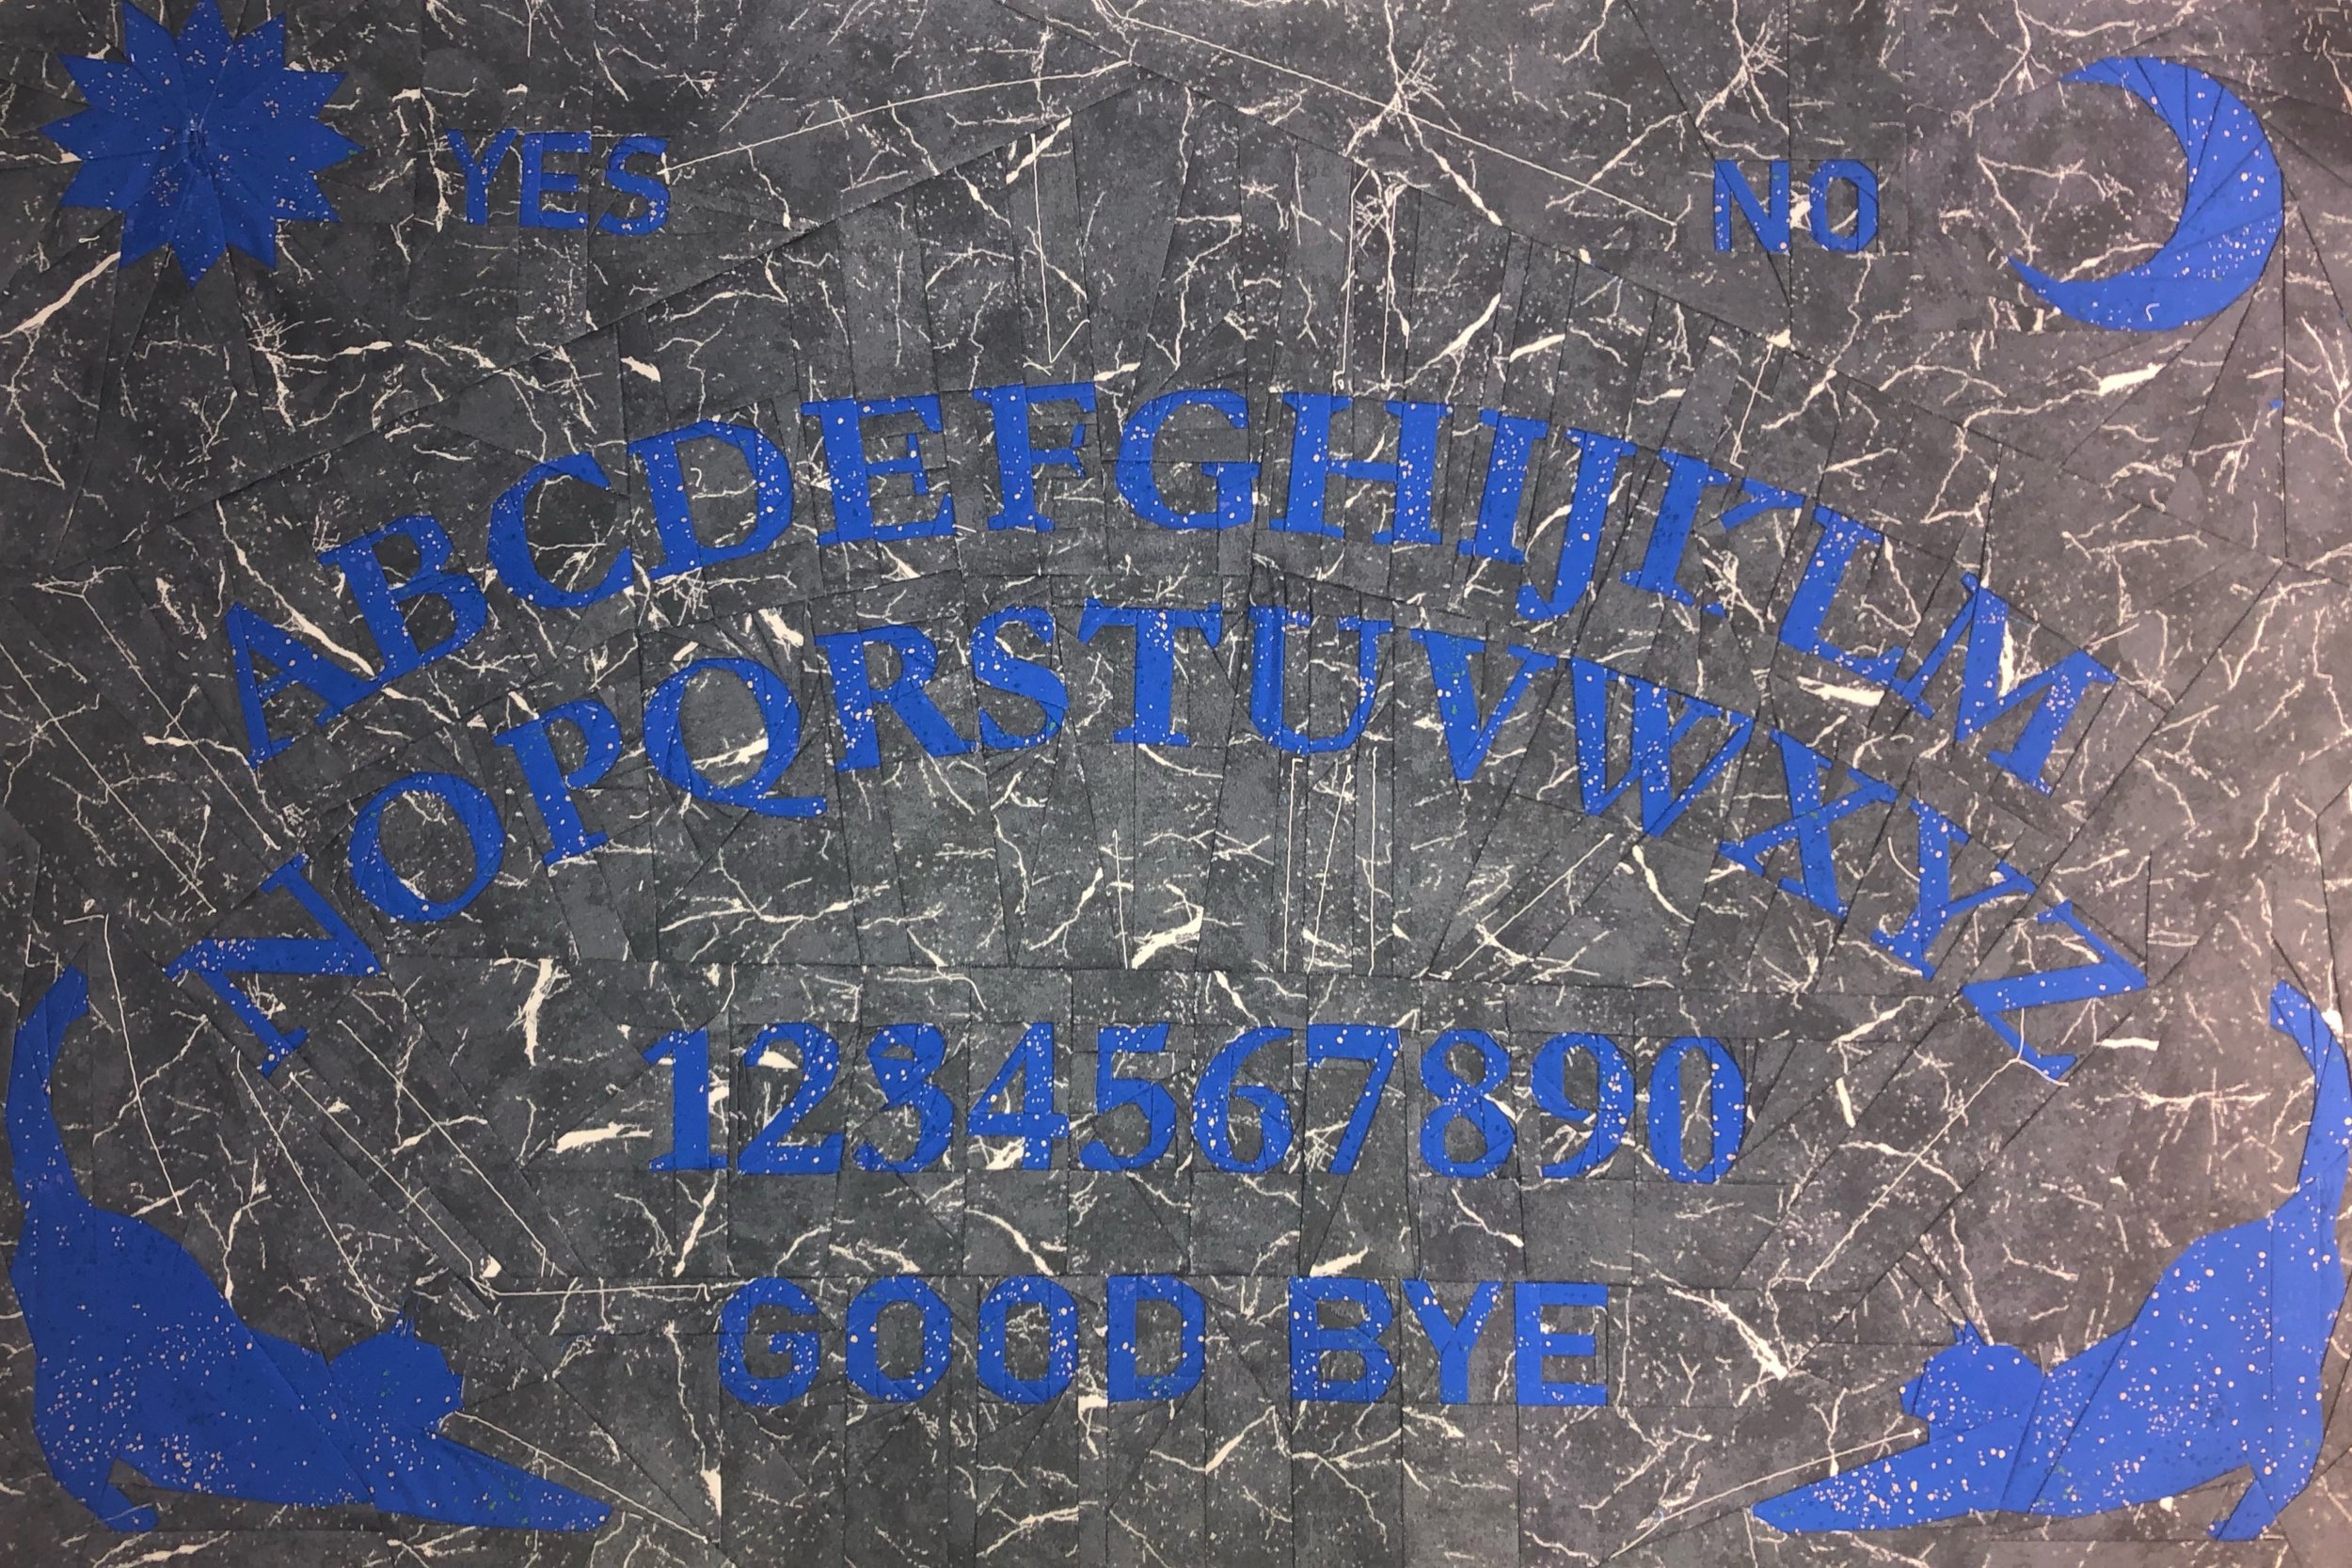 YES
NO
ABCDEFGHIJKLM
NOPQRSTUVWXYZ
1234567890
GOOD BYE